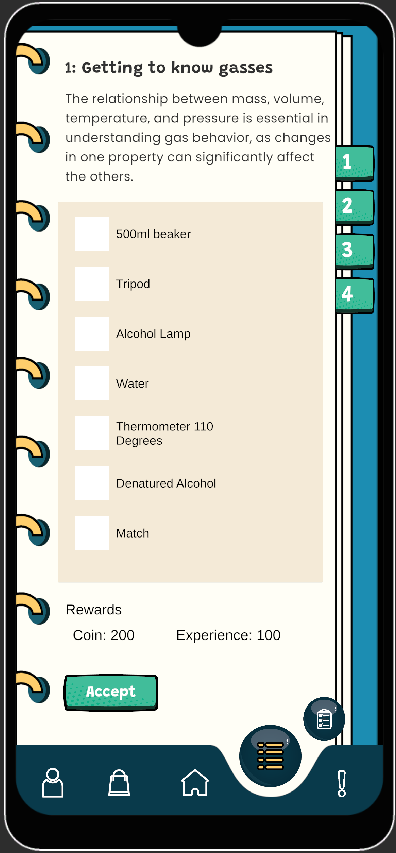 1: Getting to know gasses
The relationship between mass, volume,
temperature, and pressure is essential in
understanding gas behavior, as changes
in one property can significantly affect
the others.
1
2
3
4
500ml beaker
Tripod
Alcohol Lamp
Water
Thermometer 110
Degrees
Denatured Alcohol
Match
Rewards
Coin: 200 Experience: 100
Accept